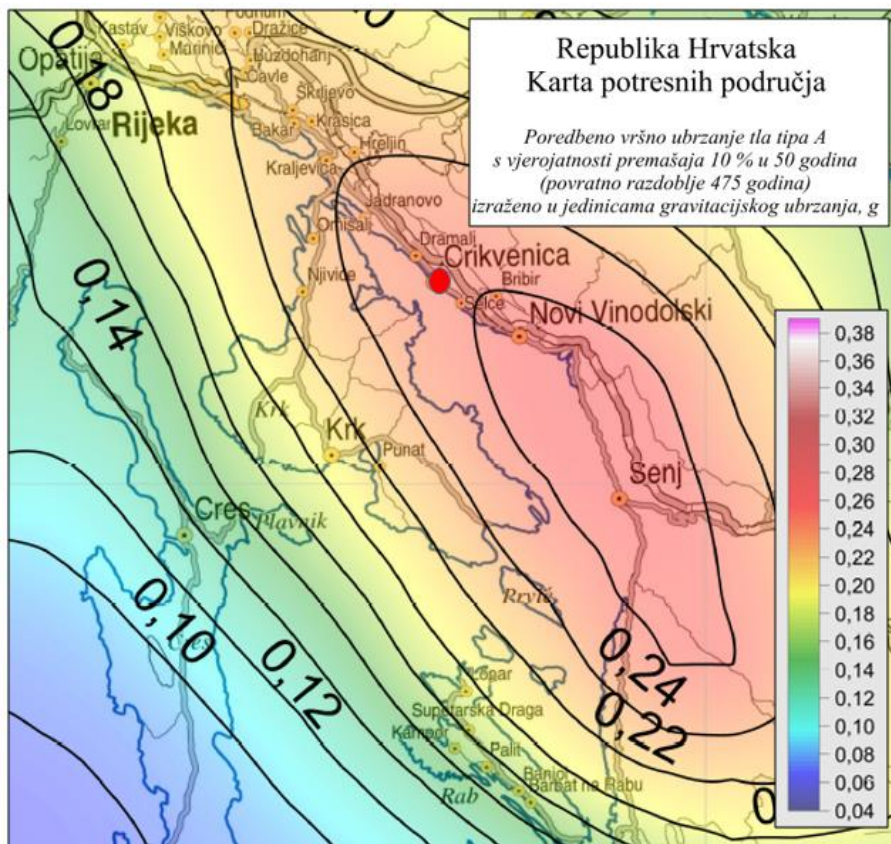 Republika Hrvatska
Karta potresnih područja
Poredbeno vršno ubrzanje tla tipa A
s vjerojatnosti premašaja 10 % u 50 godina
(povratno razdoblje 475 godina)
izraženo u jedinicama gravitacijskog ubrzanja, g
Kastav
Viškovo
Dražice
Marinići
Opatija
Buzdohanj
Čavle
0,18
Škrljevo
Lovran
Rijeka
Bakar
Krasica
Hreljin
Kraljevica
Jadranovo
Omišalj
Dramalj
Crikvenica
Njivice
Bribir
Selce
Novi Vinodolski
0,14
Krk
Krk
Punat
Senj
Cres
Plavnik
Prvić
0,10
0,12
0,24
0,22
Lopar
Supetarska Draga
Kampor
Palit
Banjol
Barbat na Rabu
Rab
0,38
0,36
0,34
0,32
0,30
0,28
0,26
0,24
0,22
0,20
0,18
0,16
0,14
0,12
0,10
0,08
0,06
0,04